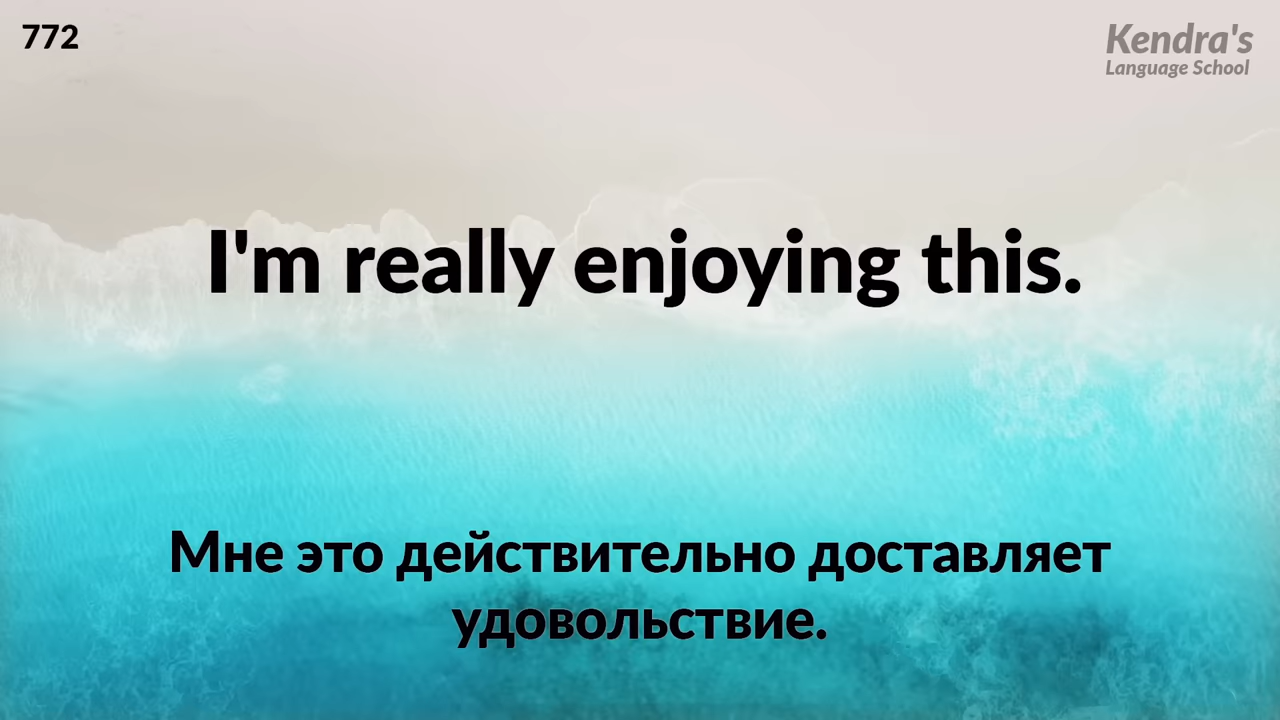 772
Kendra's
Language School
I'm really enjoying this.
Мне это действительно доставляет
удовольствие.